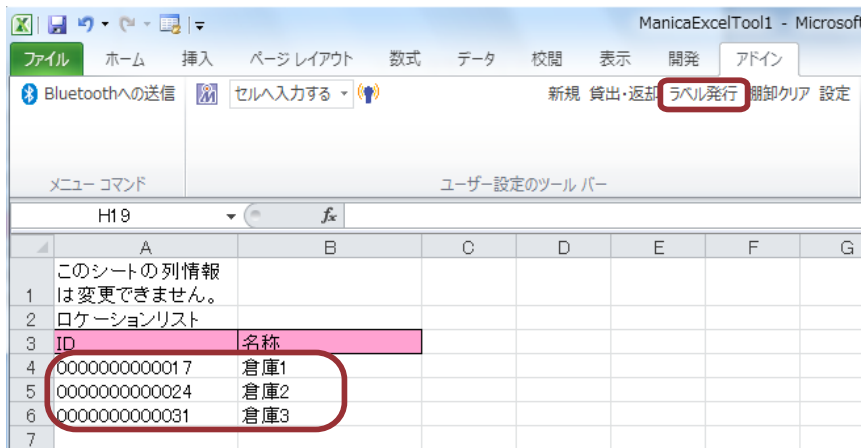 ManicaExcelTool1 - Microsoft
ファイル ホーム 挿入 ページ レイアウト 数式 データ 校閲 表示 開発 アドイン
Bluetoothへの送信 セルへ入力する 新規 貸出・返却 ラベル発行 棚卸クリア 設定
メニュー コマンド ユーザー設定のツール バー
H19 fx
A B C D E F G
このシートの列情報
1 は変更できません。
2 ロケーションリスト
3 ID 名称
4 0000000000017 倉庫1
5 0000000000024 倉庫2
6 0000000000031 倉庫3
7